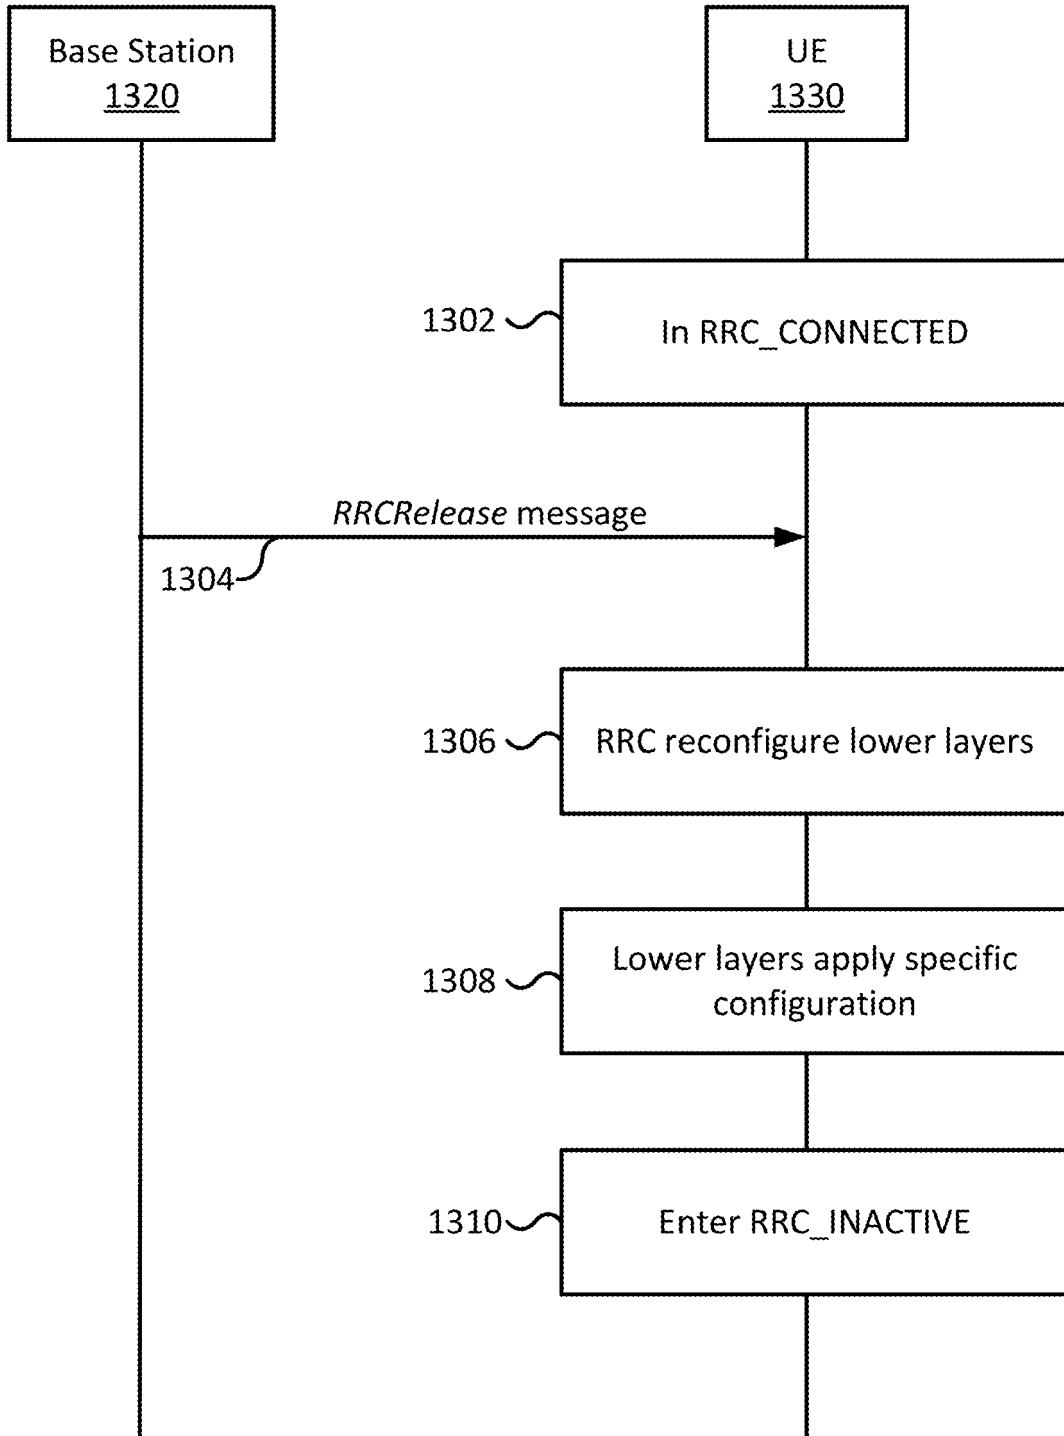 Base Station
1320
UE
1330
1302
In RRC_CONNECTED
RRCRelease message
1304
1306
RRC reconfigure lower layers
1308
Lower layers apply specific
configuration
1310
Enter RRC_INACTIVE